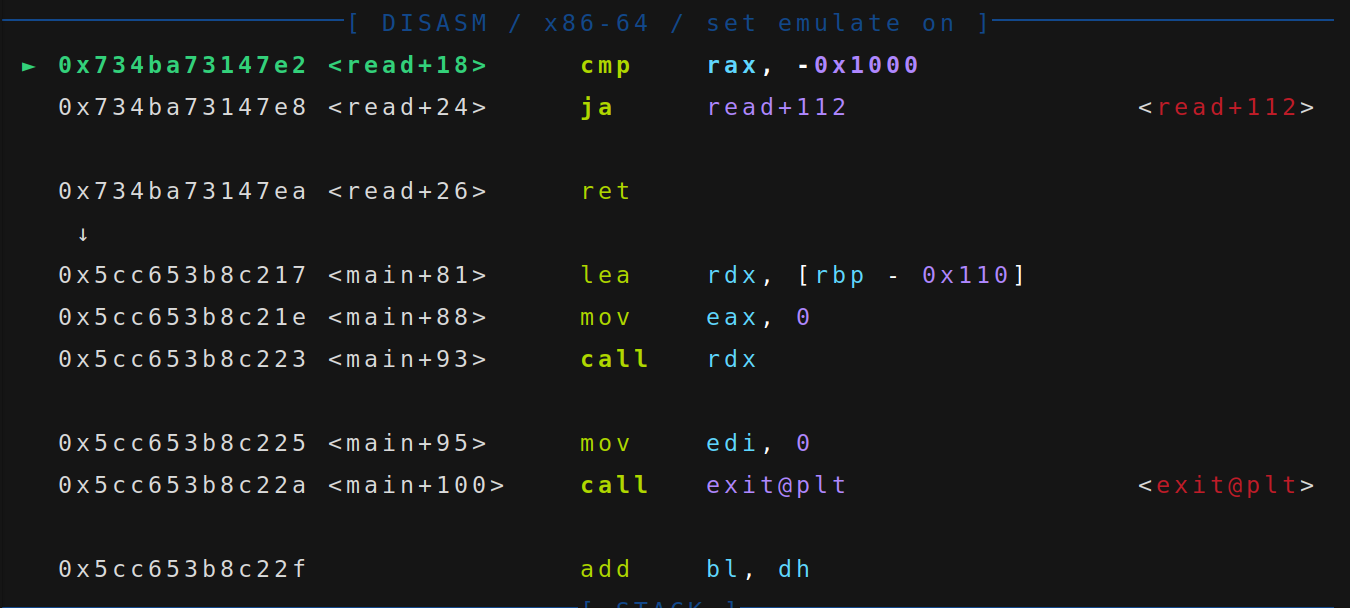 [ DISASM / x86-64 / set emulate on ]
► 0x734ba73147e2 <read+18> cmp rax, -0x1000
0x734ba73147e8 <read+24> ja read+112 <read+112>
0x734ba73147ea <read+26> ret
↓
0x5cc653b8c217 <main+81> lea rdx, [rbp - 0x110]
0x5cc653b8c21e <main+88> mov eax, 0
0x5cc653b8c223 <main+93> call rdx
0x5cc653b8c225 <main+95> mov edi, 0
0x5cc653b8c22a <main+100> call exit@plt <exit@plt>
0x5cc653b8c22f add bl, dh
[ STACK ]